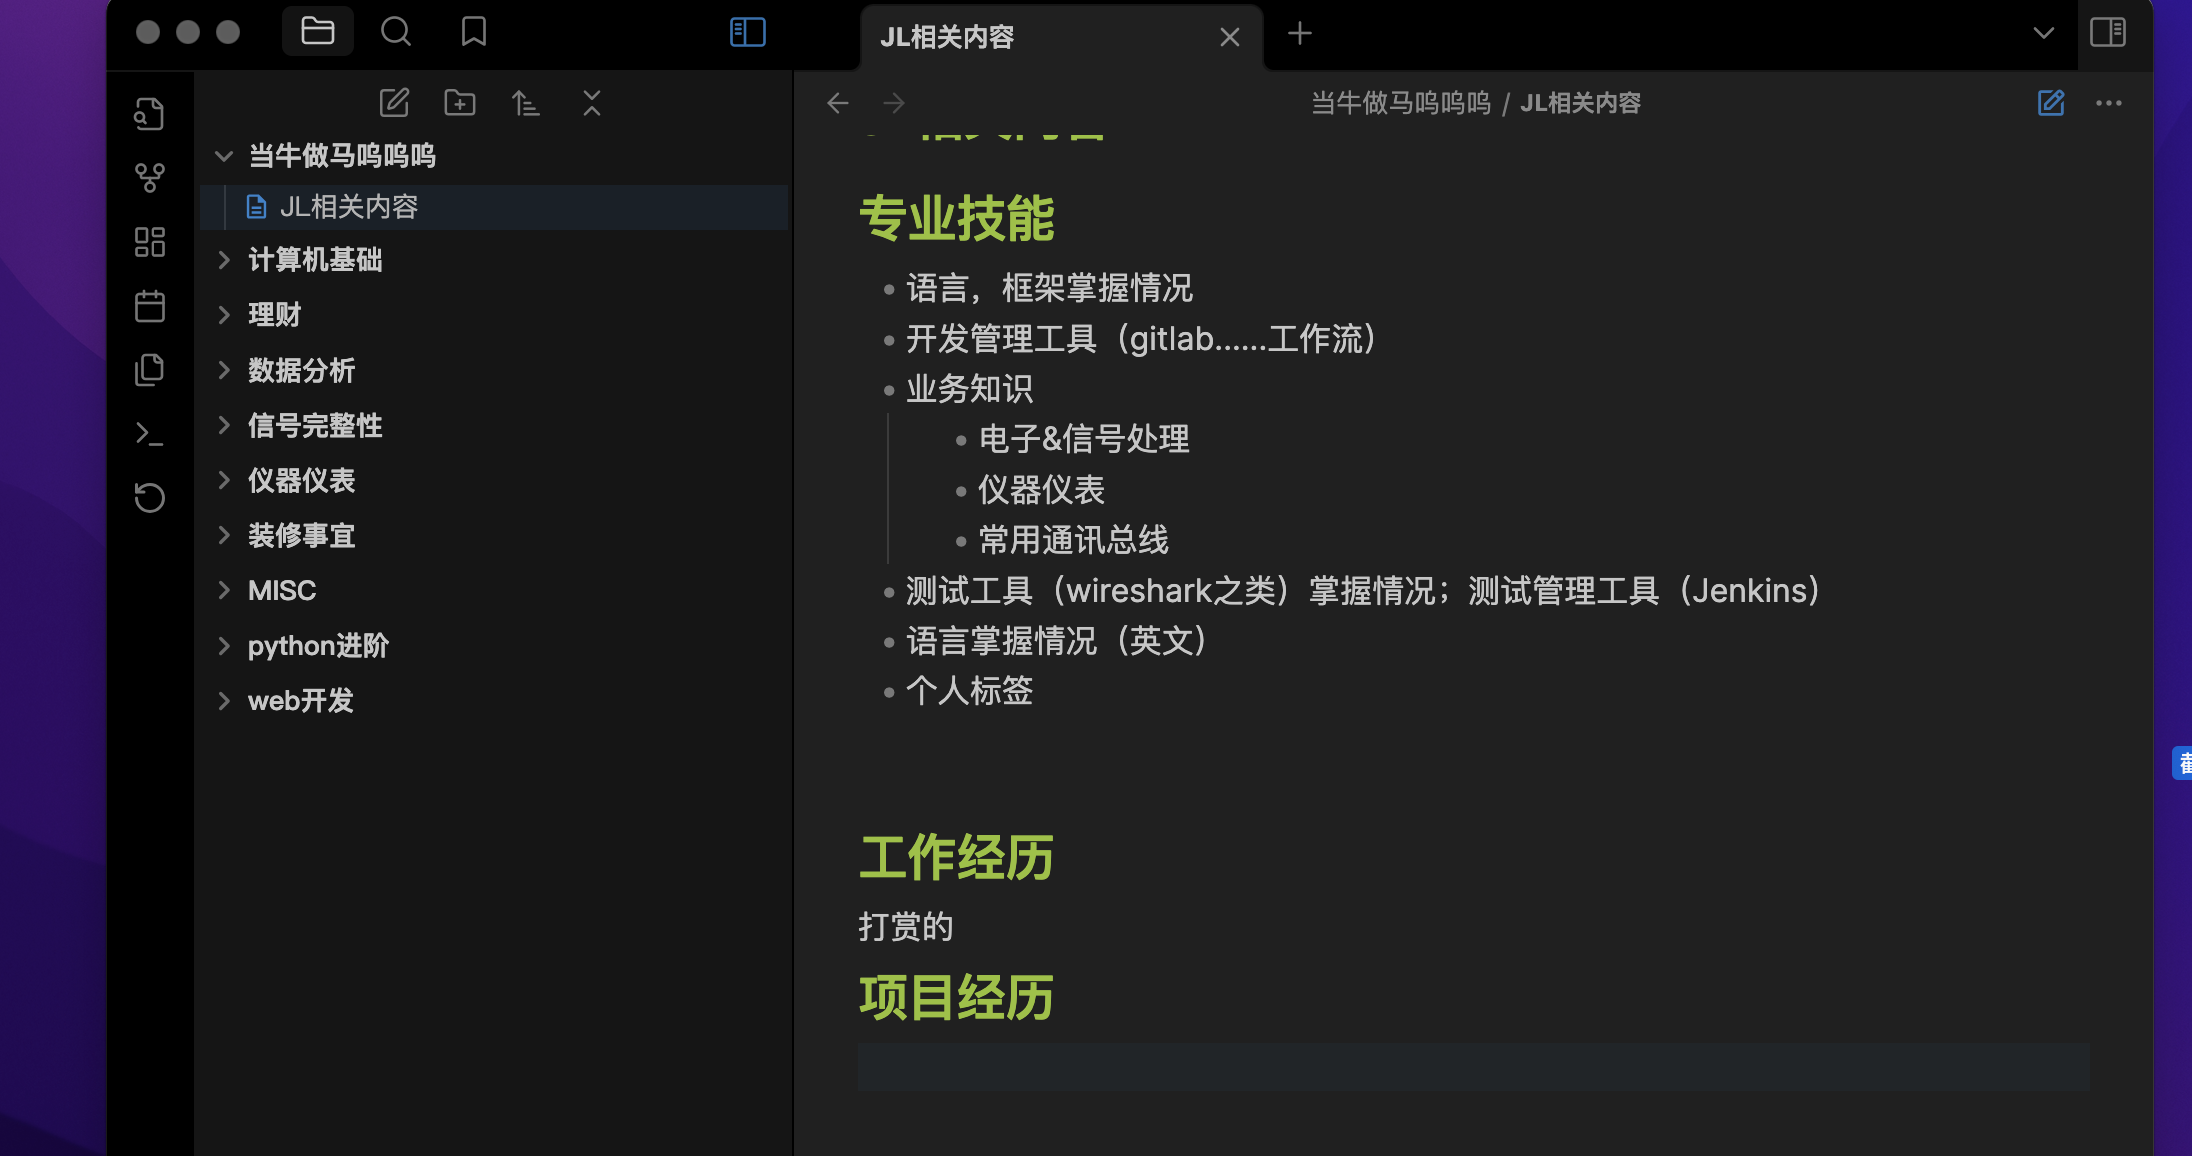 JL相关内容
当牛做马呜呜呜 / JL相关内容
当牛做马呜呜呜
JL相关内容
计算机基础
理财
数据分析
信号完整性
仪器仪表
装修事宜
MISC
python进阶
web开发
专业技能
语言，框架掌握情况
开发管理工具（gitlab......工作流）
业务知识
电子&信号处理
仪器仪表
常用通讯总线
测试工具（wireshark之类）掌握情况；测试管理工具（Jenkins）
语言掌握情况（英文）
个人标签
工作经历
打赏的
项目经历